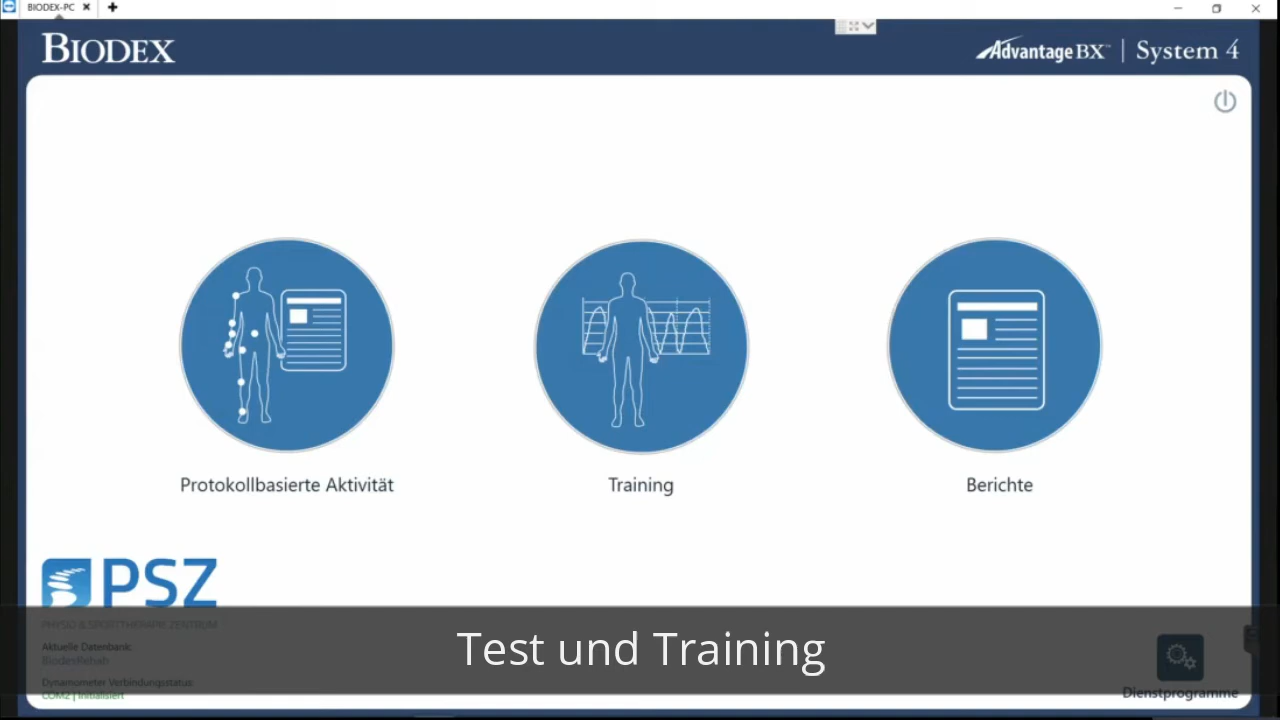 BIODEX-PC
BIODEX
Advantage BX™ | System 4
Protokollbasierte Aktivität
Training
Berichte
PSZ
PHYSIO & SPORTTHERAPIE ZENTRUM
Aktuelle Datenbank:
BiodexRehab
Dynamometer Verbindungsstatus:
COM2 | Initialisiert
Test und Training
Dienstprogramme